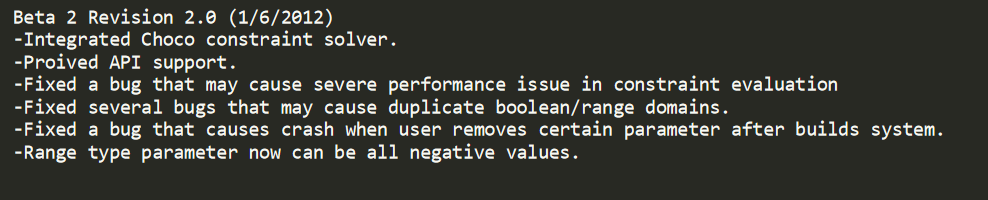 Beta 2 Revision 2.0 (1/6/2012)
-Integrated Choco constraint solver.
-Proived API support.
-Fixed a bug that may cause severe performance issue in constraint evaluation
-Fixed several bugs that may cause duplicate boolean/range domains.
-Fixed a bug that causes crash when user removes certain parameter after builds system.
-Range type parameter now can be all negative values.